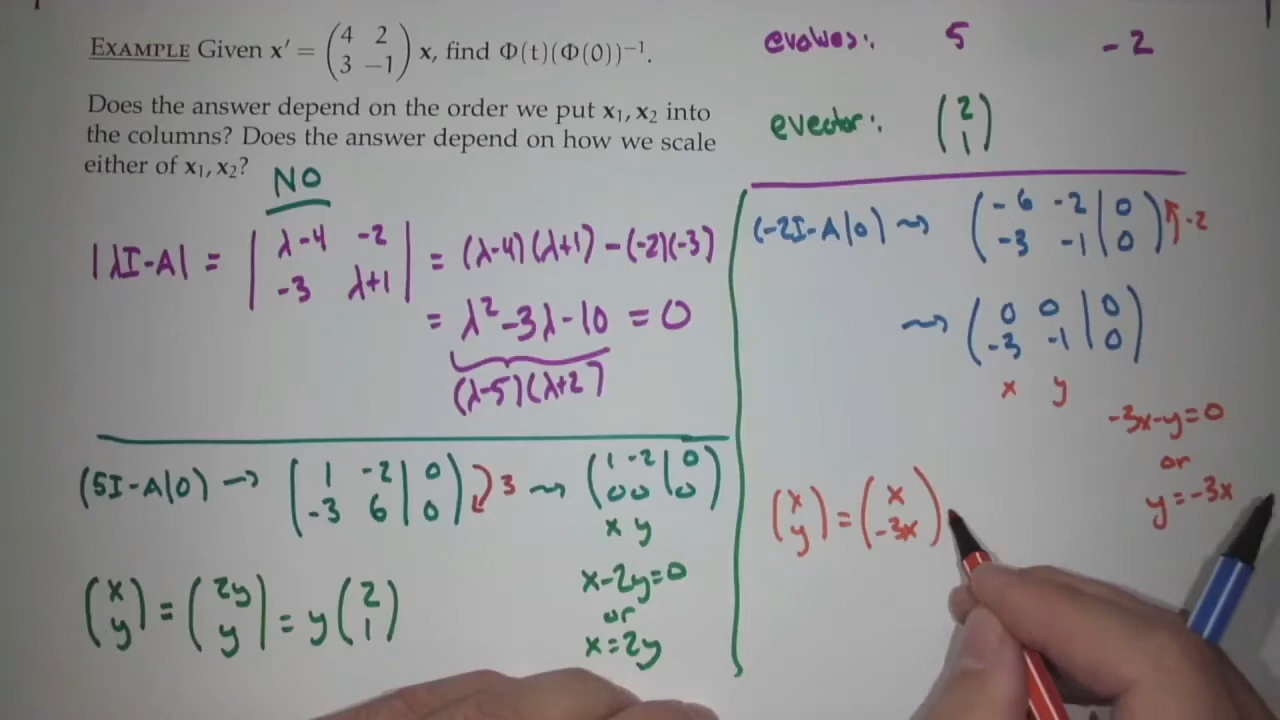 EXAMPLE Given x′ = (4 2 / 3 −1) x, find Φ(t)(Φ(0))⁻¹.
Does the answer depend on the order we put x₁, x₂ into
the columns? Does the answer depend on how we scale
either of x₁, x₂?
NO
|λI-A| = | λ-4 -2 / -3 λ+1 | = (λ-4)(λ+1) - (-2)(-3)
= λ² - 3λ - 10 = 0
(λ-5)(λ+2)
(5I-A|0) → (1 -2 | 0 / -3 6 | 0) 3 ⇝ (1 -2 | 0 / 0 0 | 0)
x y
x-2y=0
or
x=2y
(x / y) = (2y / y) = y (2 / 1)
evalues: 5 -2
evector: (2 / 1)
(-2I-A|0) ⇝ (-6 -2 | 0 / -3 -1 | 0) -2
⇝ (0 0 | 0 / -3 -1 | 0)
x y
-3x-y=0
or
y=-3x
(x / y) = (x / -3x)